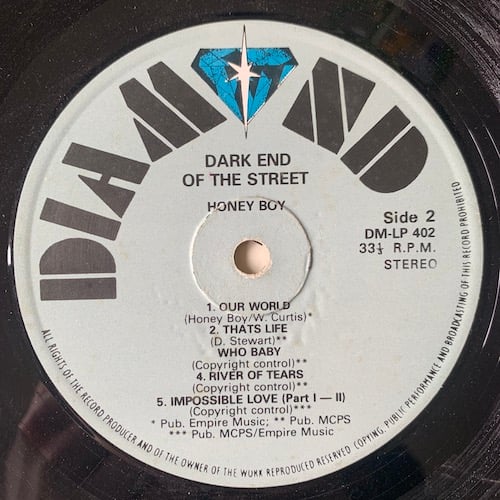 DIAMOND
DARK END
OF THE STREET
HONEY BOY
Side 2
DM-LP 402
33⅓ R.P.M.
STEREO
1. OUR WORLD
(Honey Boy/W. Curtis)*
2. THATS LIFE
(D. Stewart)**
WHO BABY
(Copyright control)**
4. RIVER OF TEARS
(Copyright control)**
5. IMPOSSIBLE LOVE (Part I — II)
(Copyright control)***
* Pub. Empire Music; ** Pub. MCPS
*** Pub. MCPS/Empire Music
ALL RIGHTS OF THE RECORD PRODUCER AND OF THE OWNER OF THE WORK REPRODUCED RESERVED COPYING, PUBLIC PERFORMANCE AND BROADCASTING OF THIS RECORD PROHIBITED